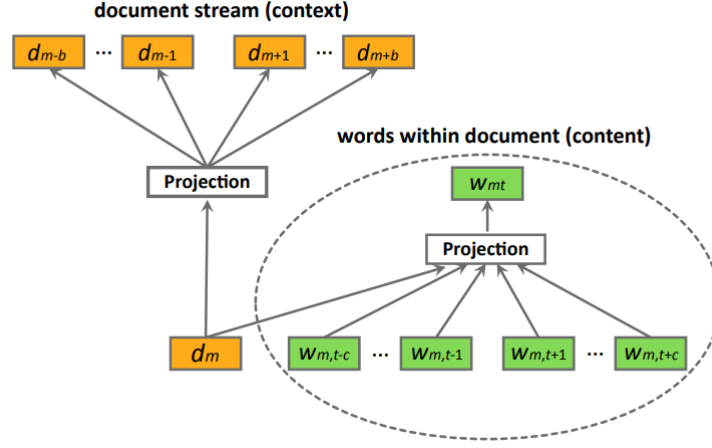 document stream (context)
dm-b ... dm-1 dm+1 ... dm+b
words within document (content)
Projection
wmt
Projection
dm
wm,t-c ... wm,t-1 wm,t+1 ... wm,t+c